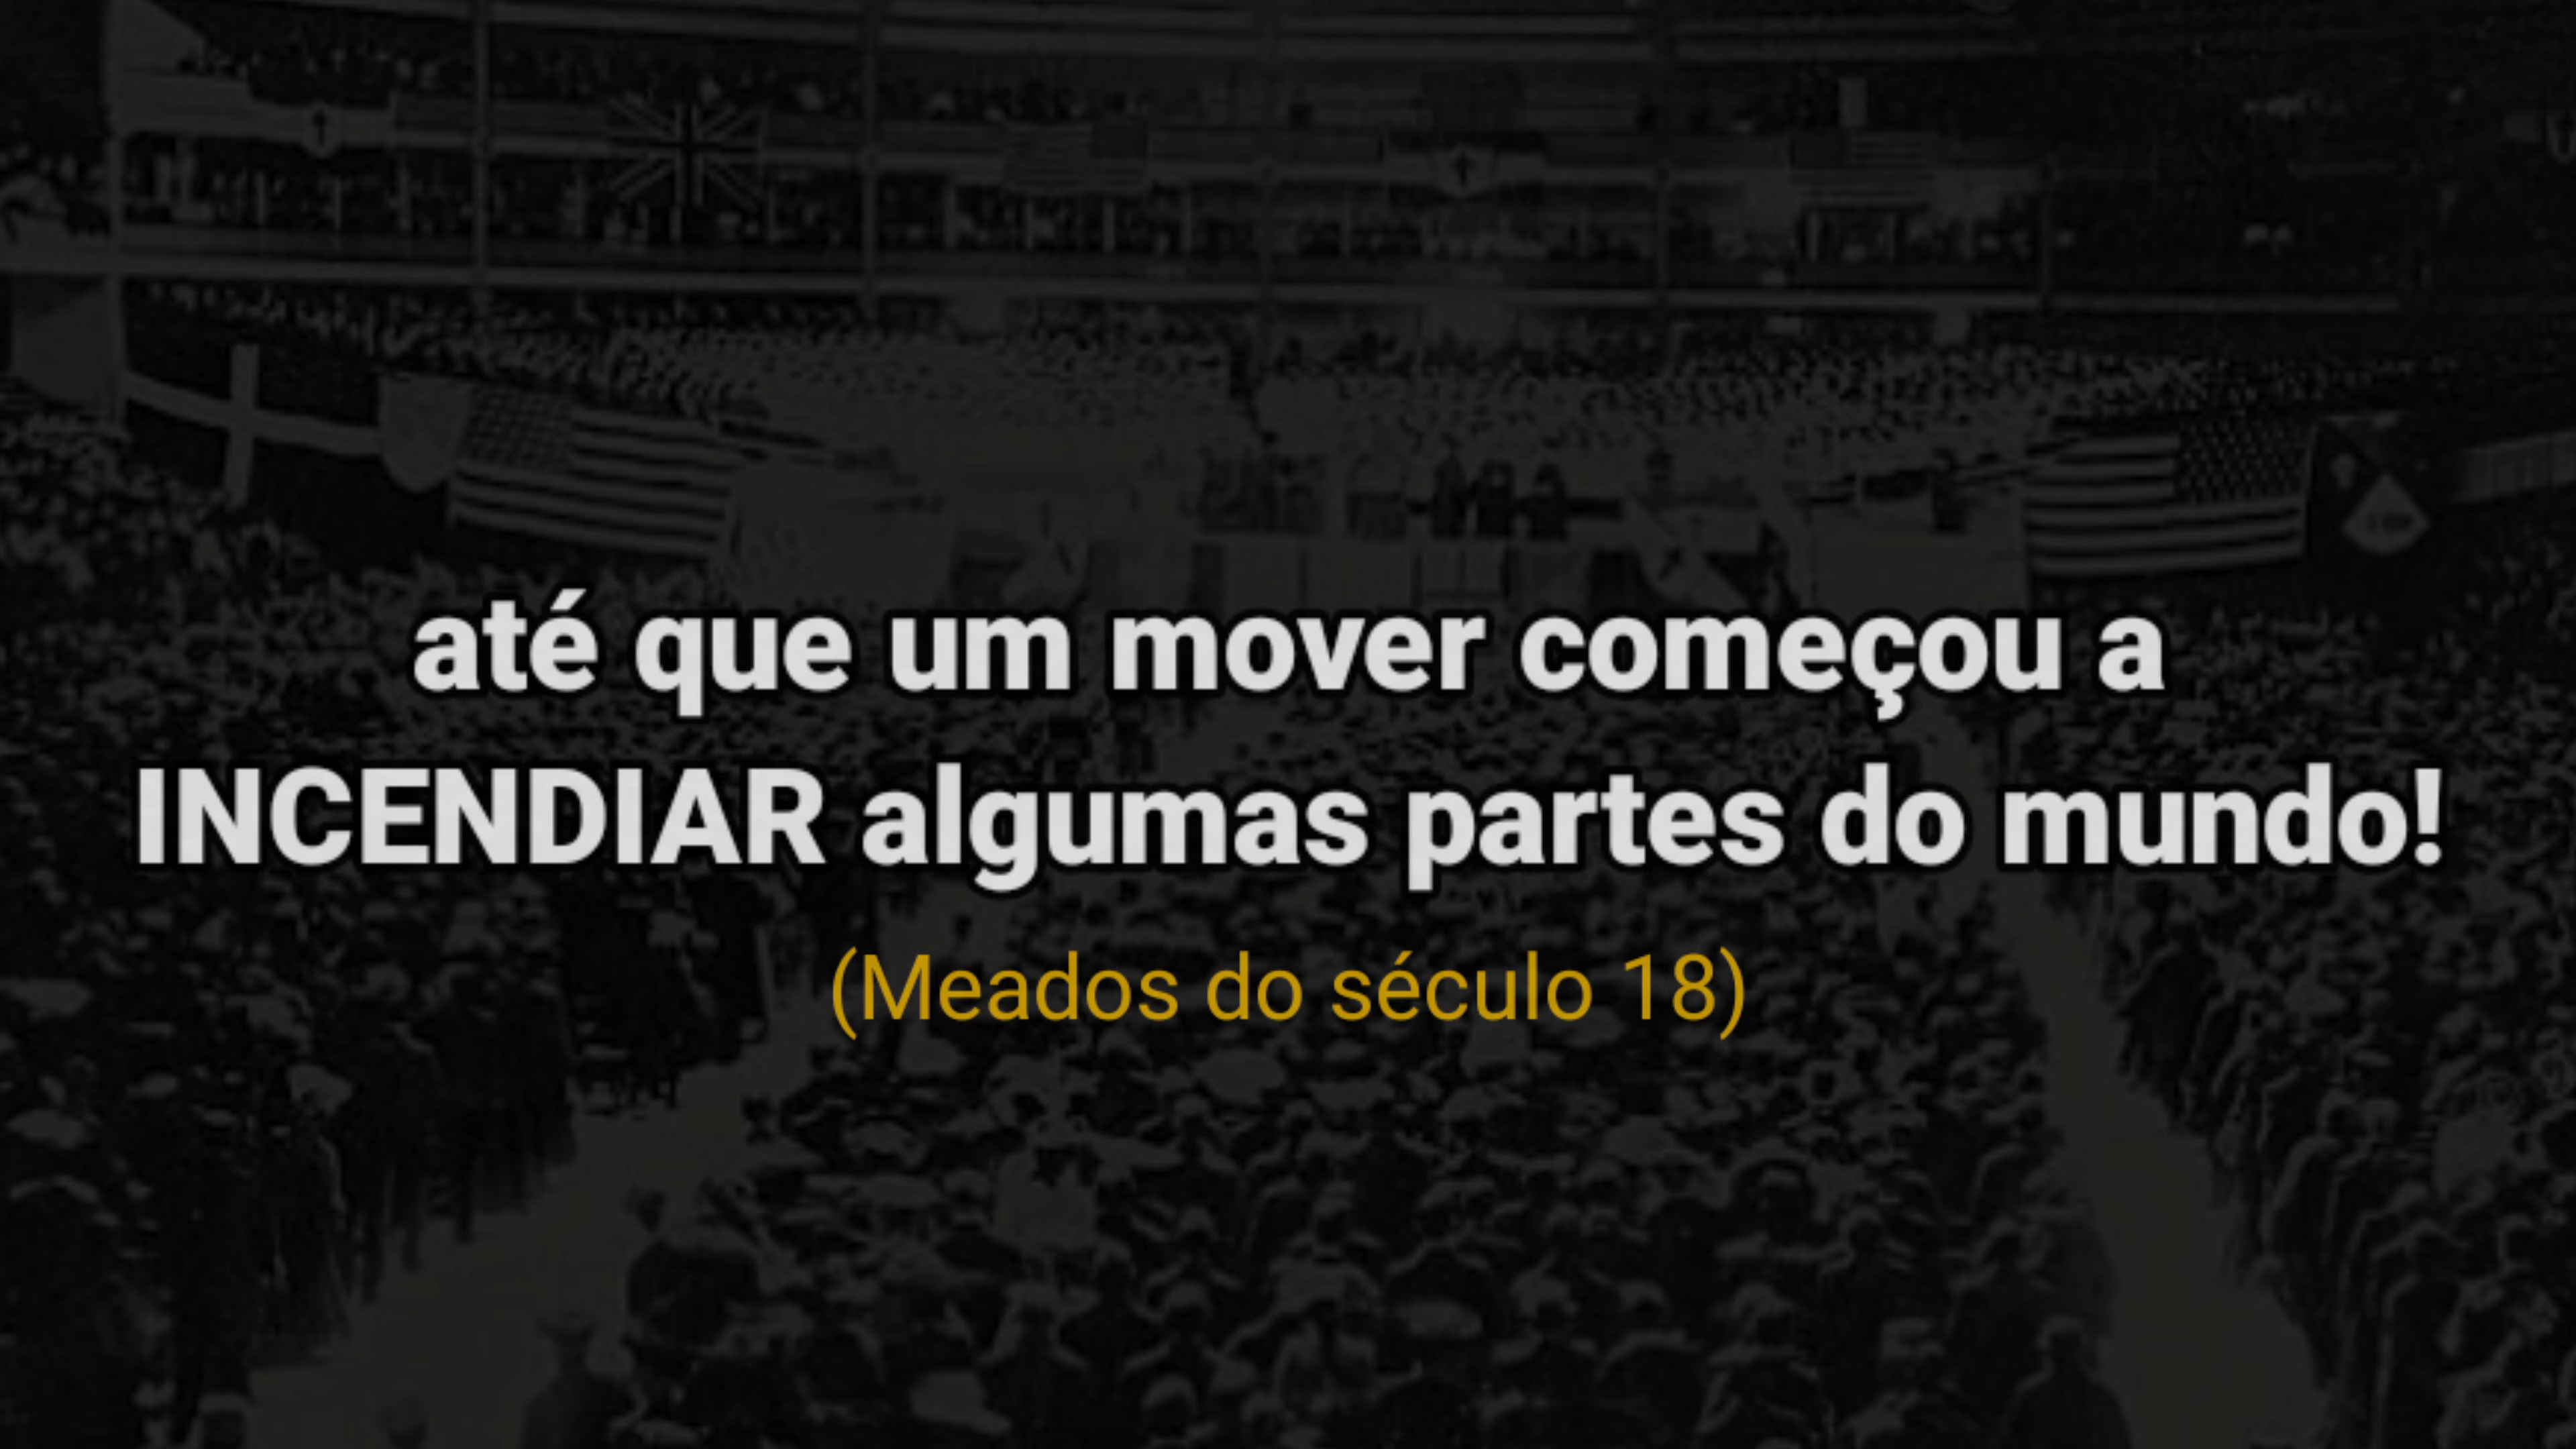 até que um mover começou a
INCENDIAR algumas partes do mundo!
(Meados do século 18)